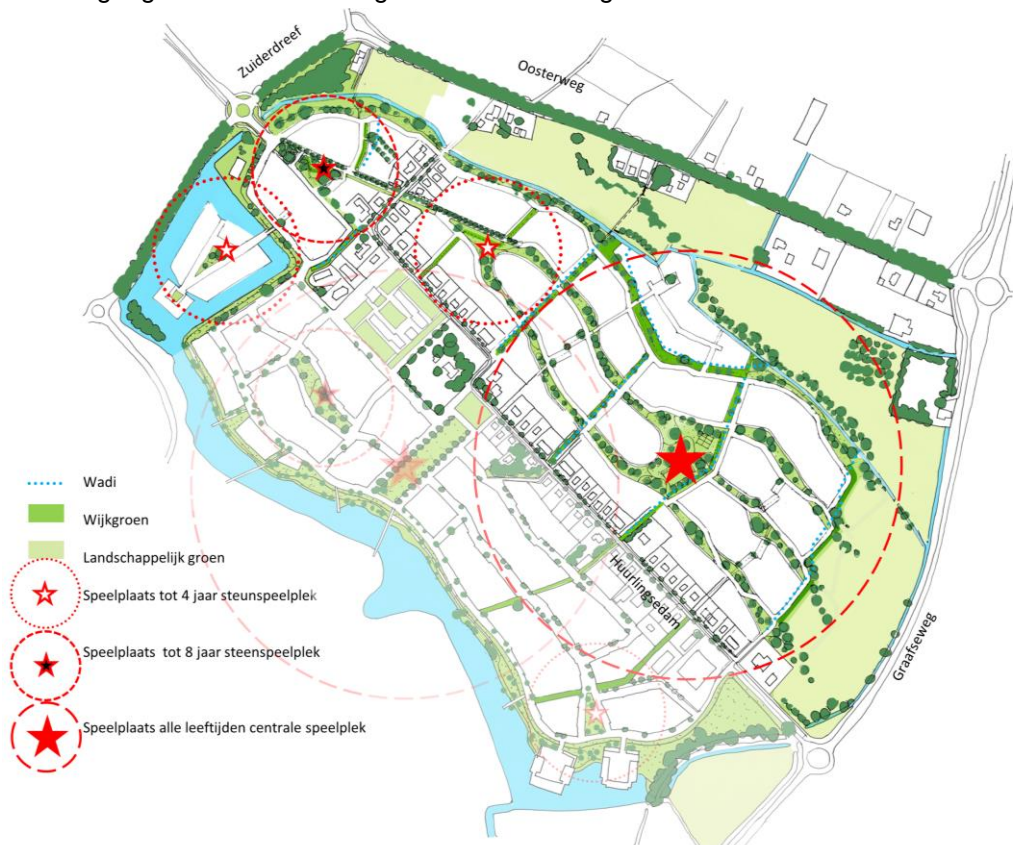 Zuiderdreef
Oosterweg
Huurlingsedam
Graafseweg
Wadi
Wijkgroen
Landschappelijk groen
Speelplaats tot 4 jaar steunspeelplek
Speelplaats tot 8 jaar steenspeelplek
Speelplaats alle leeftijden centrale speelplek